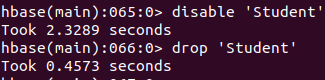 hbase(main):065:0> disable 'Student'
Took 2.3289 seconds
hbase(main):066:0> drop 'Student'
Took 0.4573 seconds